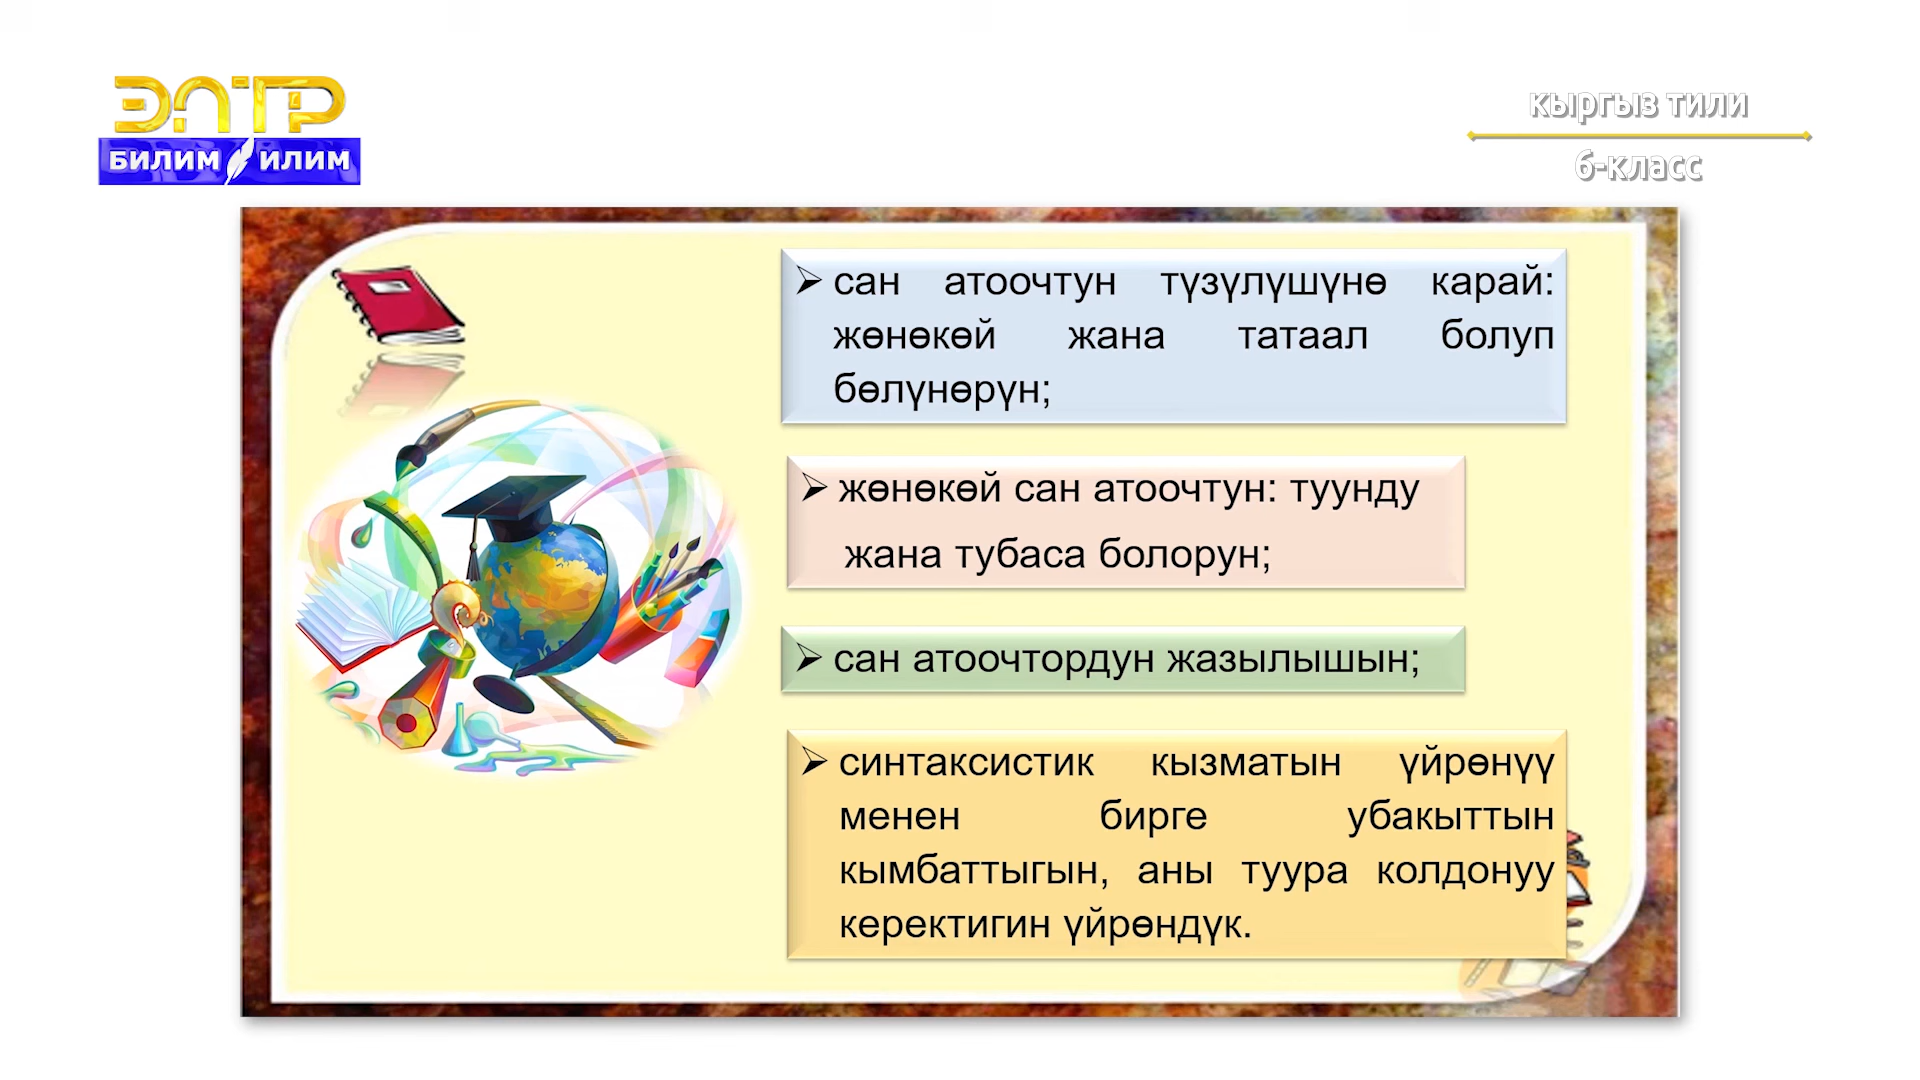 ЭЛТР
БИЛИМ ИЛИМ
кыргыз тили
6-класс
сан атоочтун түзүлүшүнө карай:
жөнөкөй жана татаал болуп
бөлүнөрүн;
жөнөкөй сан атоочтун: туунду
жана тубаса болорун;
сан атоочтордун жазылышын;
синтаксистик кызматын үйрөнүү
менен бирге убакыттын
кымбаттыгын, аны туура колдонуу
керектигин үйрөндүк.